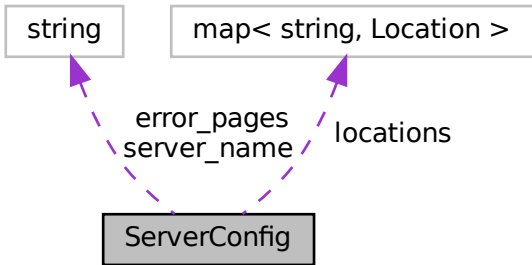 string
map< string, Location >
error_pages
server_name
locations
ServerConfig